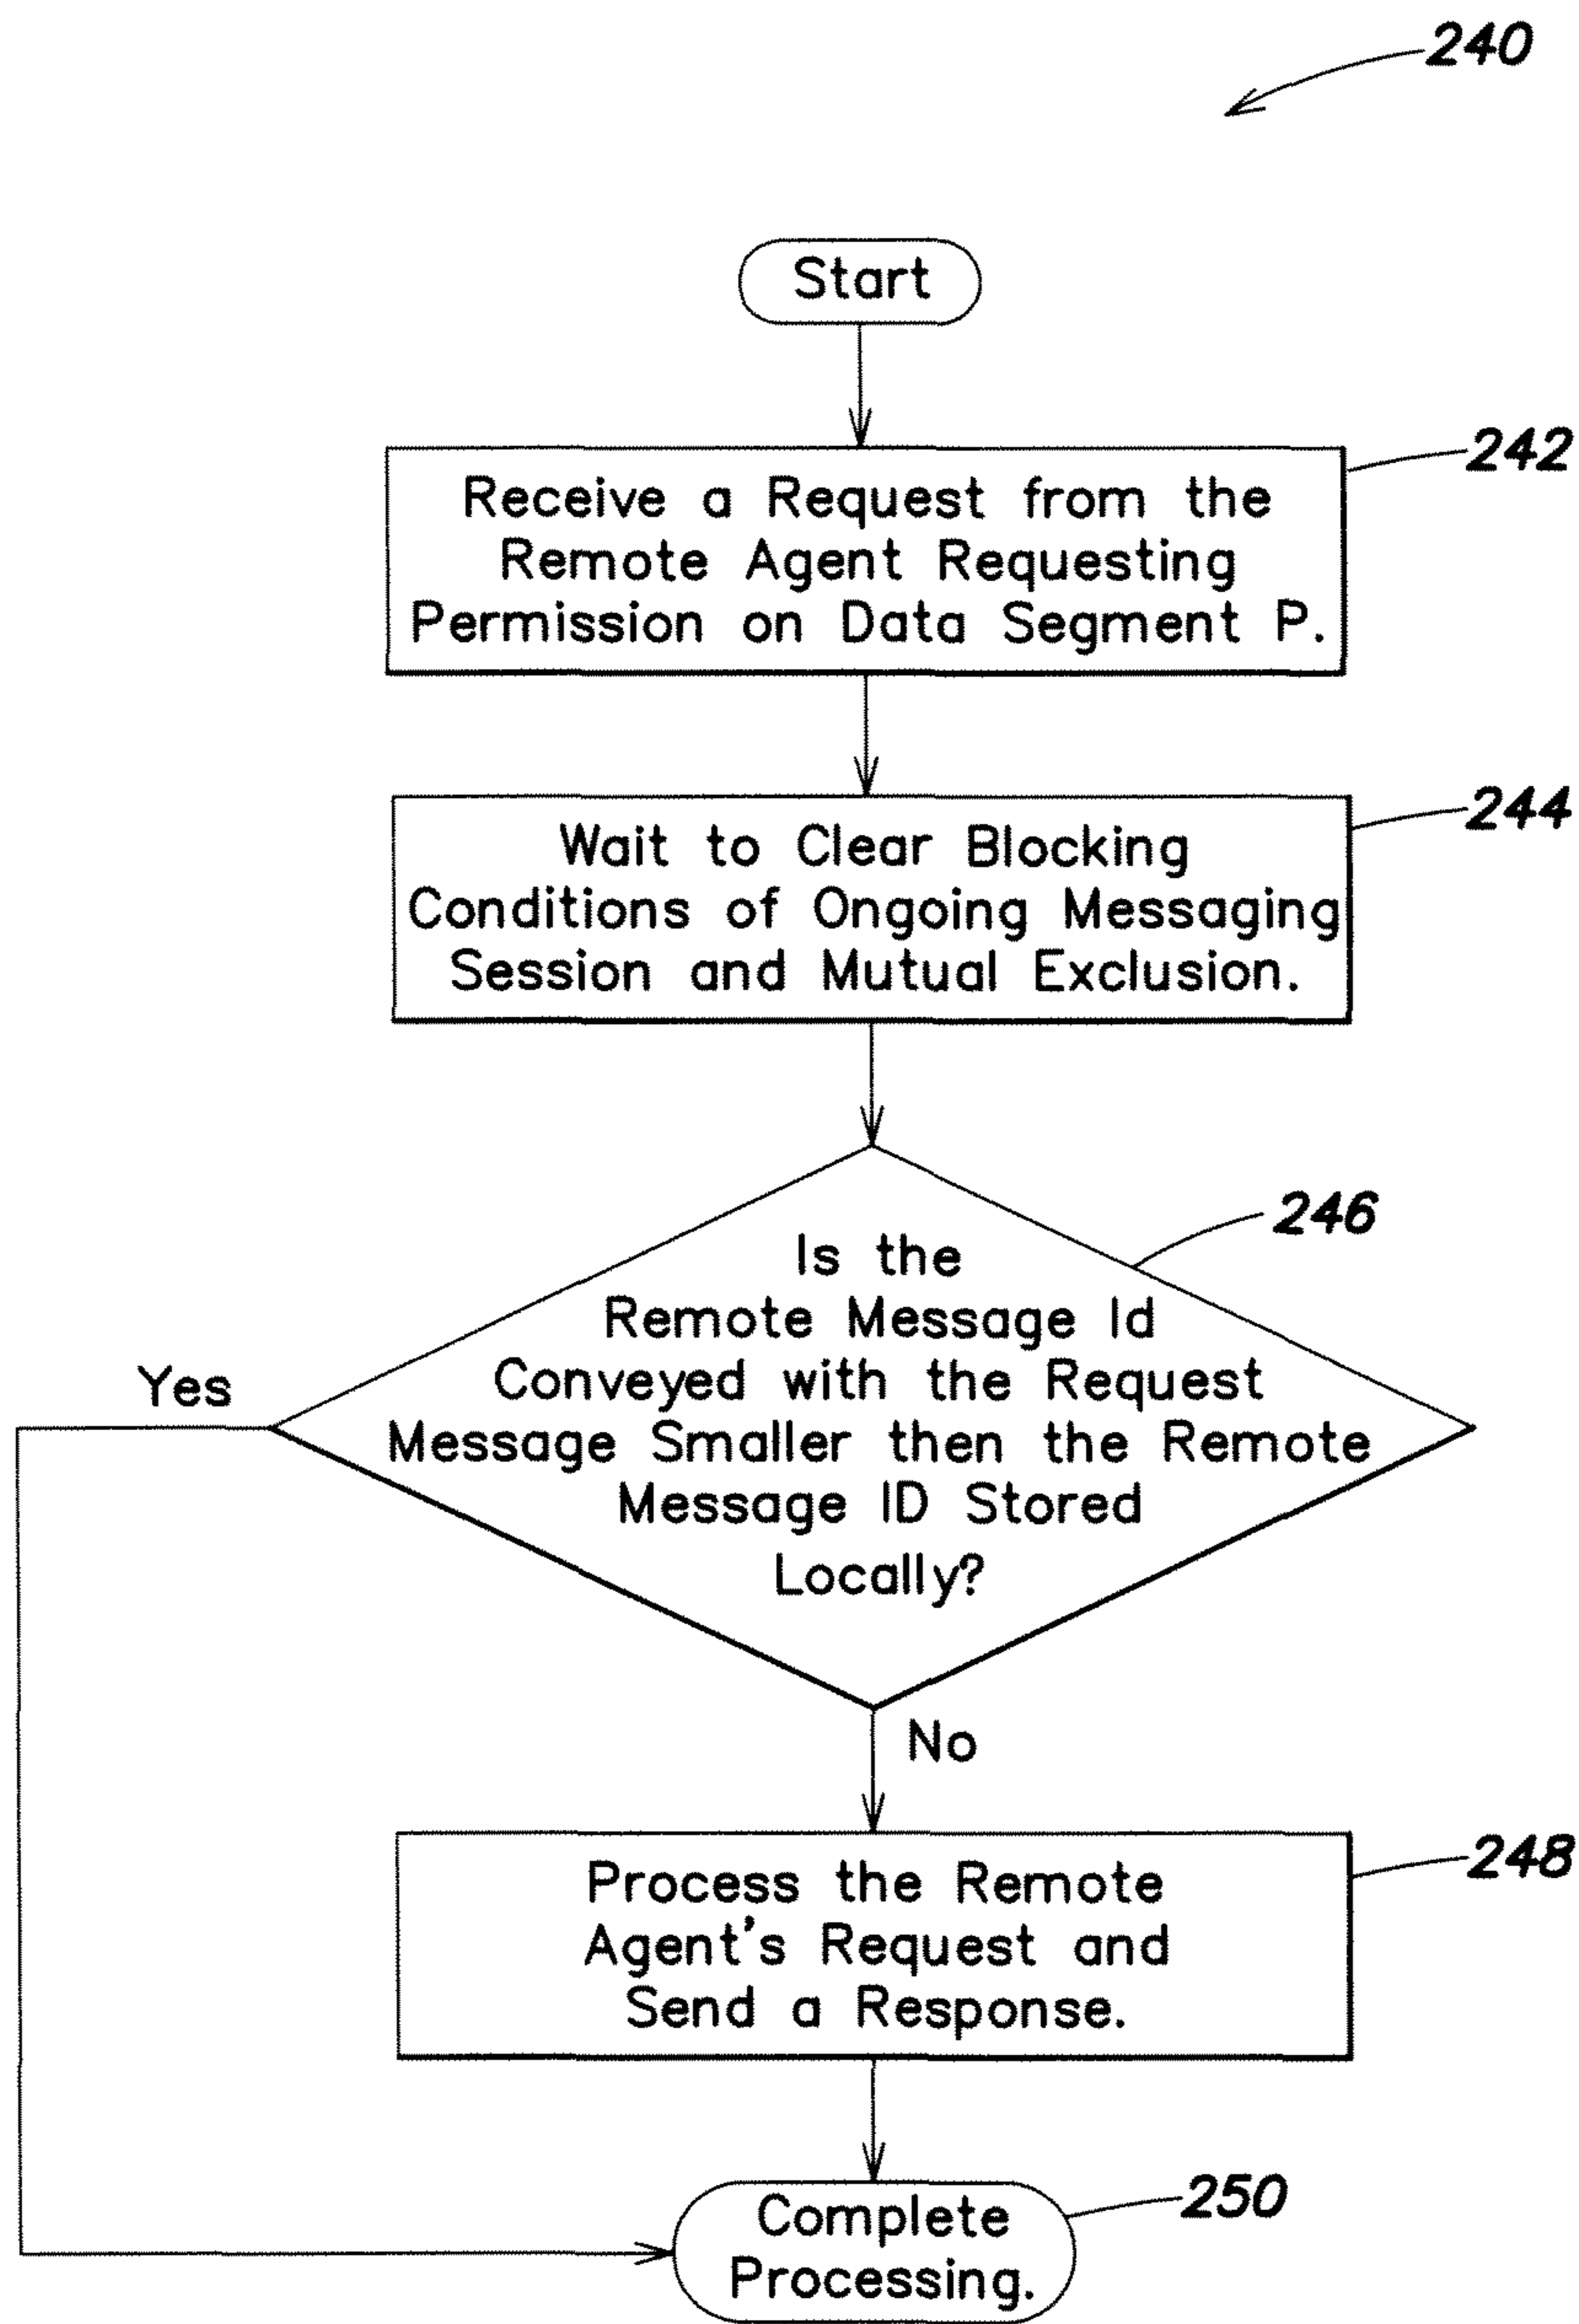 240
Start
242
Receive a Request from the
Remote Agent Requesting
Permission on Data Segment P.
244
Wait to Clear Blocking
Conditions of Ongoing Messaging
Session and Mutual Exclusion.
246
Is the
Remote Message Id
Conveyed with the Request
Message Smaller then the Remote
Message ID Stored
Locally?
Yes
No
248
Process the Remote
Agent's Request and
Send a Response.
250
Complete
Processing.